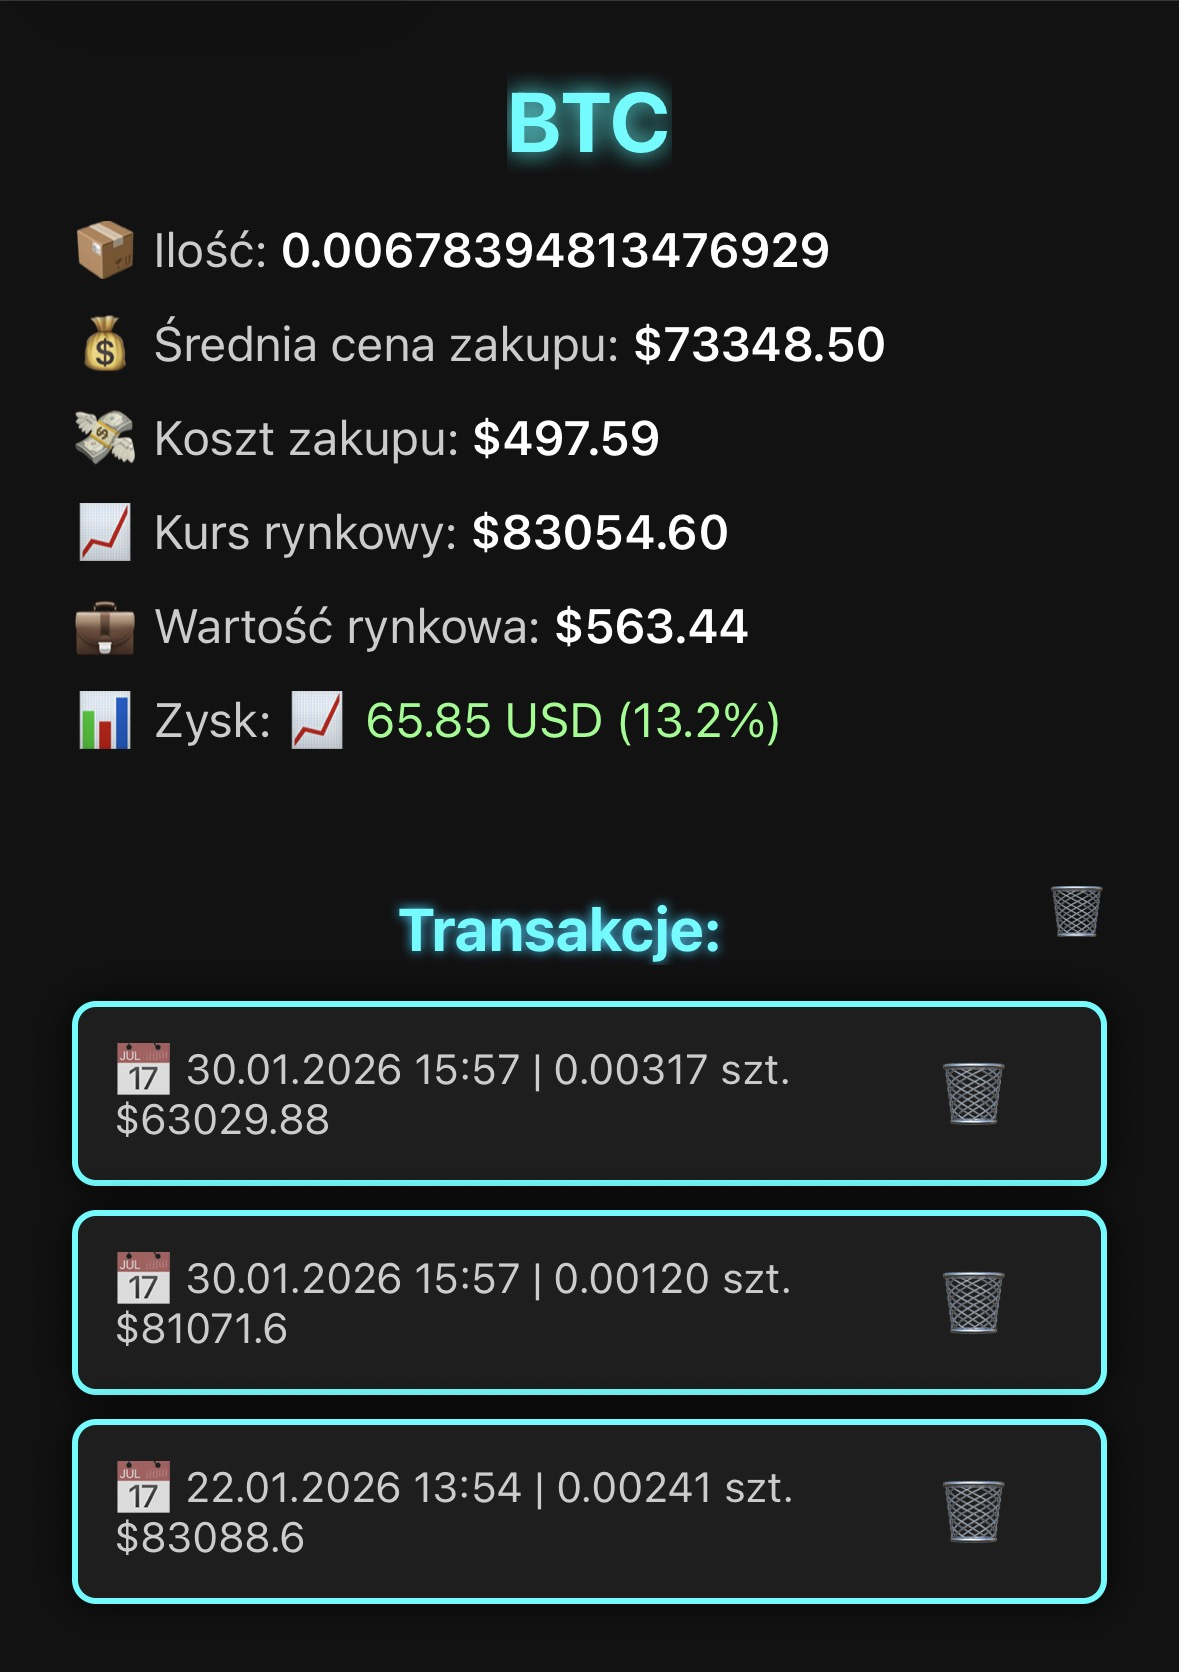 BTC
Ilość: 0.006783948134769​29
Średnia cena zakupu: $73348.50
Koszt zakupu: $497.59
Kurs rynkowy: $83054.60
Wartość rynkowa: $563.44
Zysk: 65.85 USD (13.2%)
Transakcje:
30.01.2026 15:57 | 0.00317 szt.
$63029.88
30.01.2026 15:57 | 0.00120 szt.
$81071.6
22.01.2026 13:54 | 0.00241 szt.
$83088.6